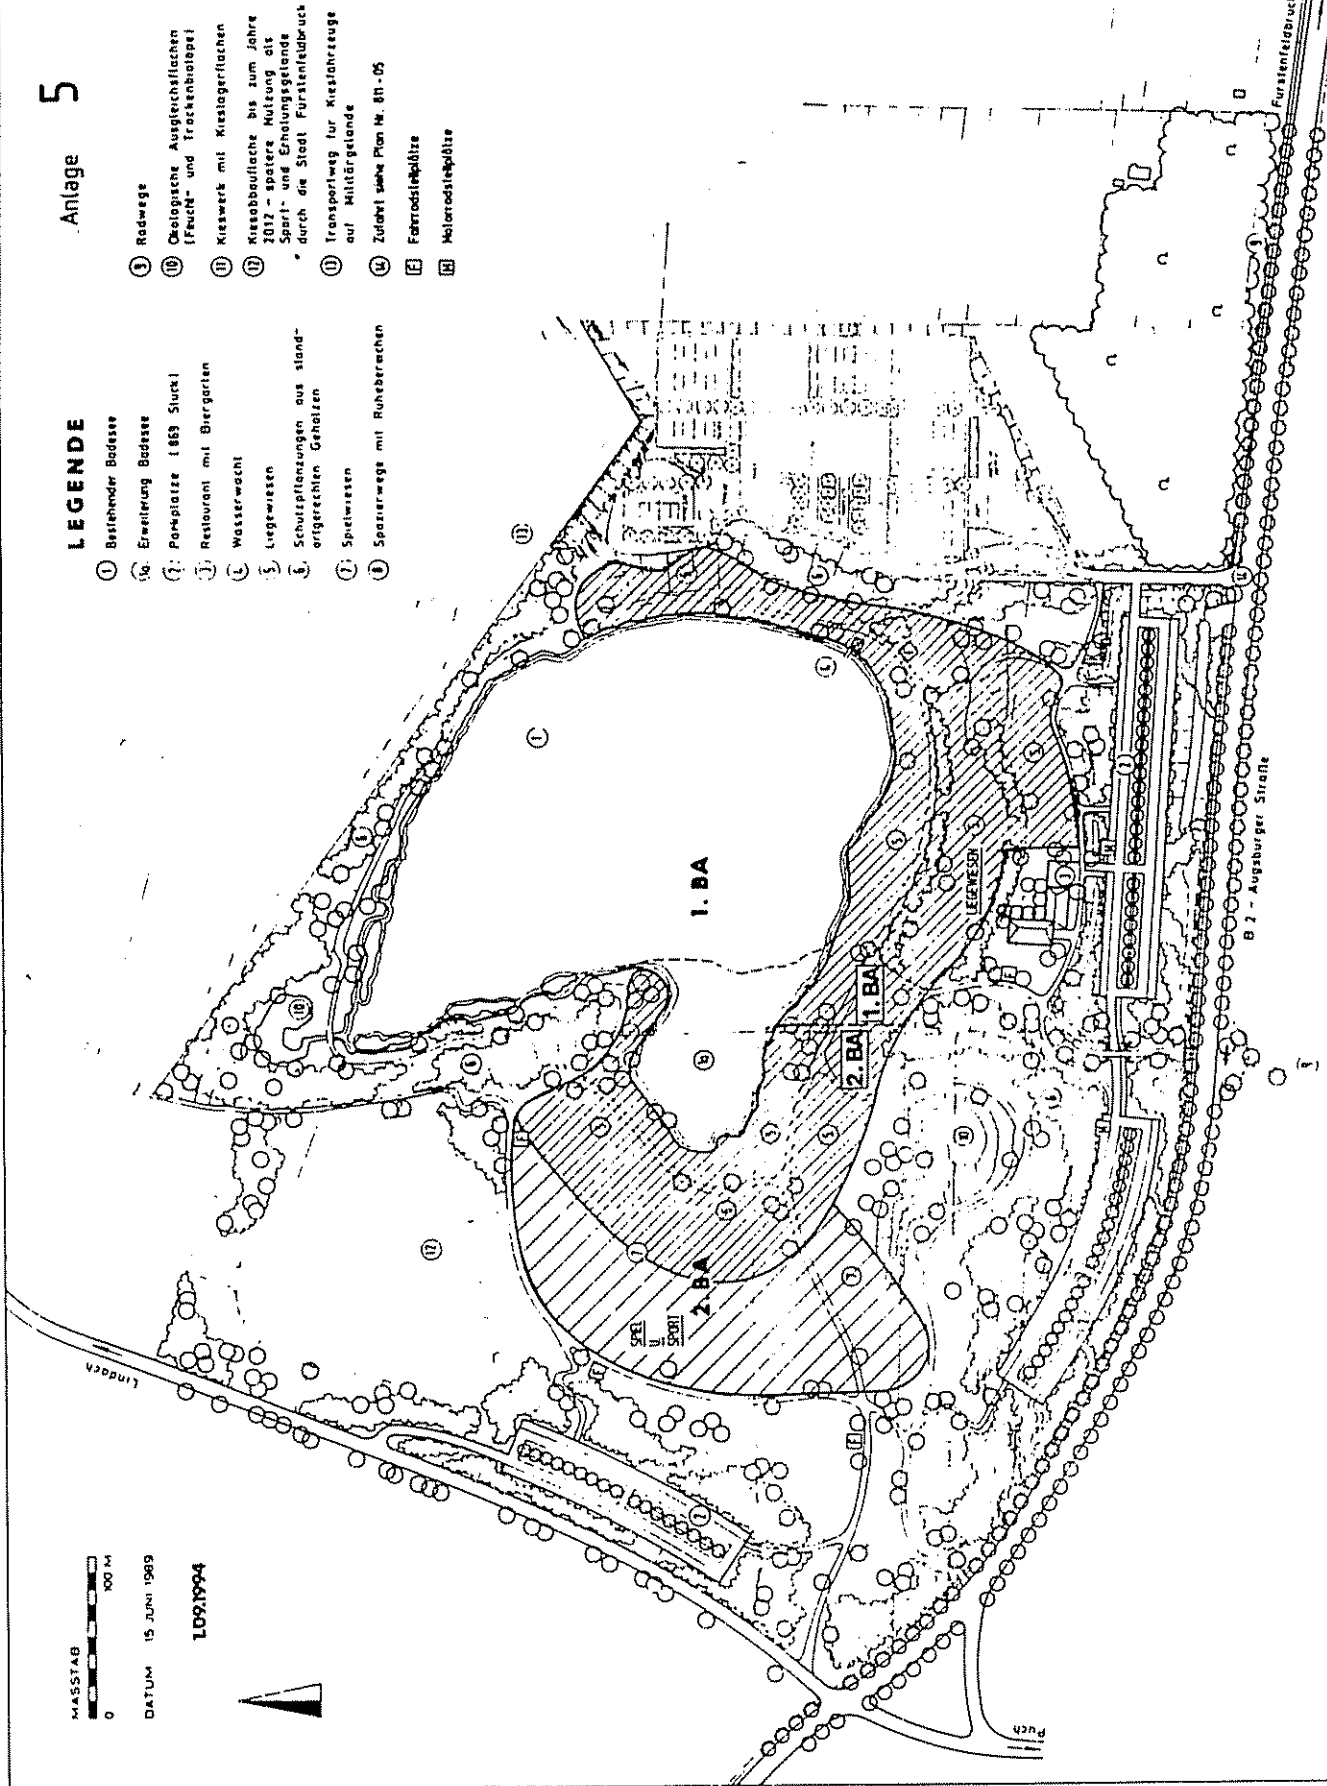 Anlage 5
LEGENDE
1 Bestehender Badesee
1a Erweiterung Badesee
2 Parkplätze (869 Stück)
3 Restaurant mit Biergarten
4 Wasserwacht
5 Liegewiesen
6 Schutzpflanzungen aus stand-
ortgerechten Gehölzen
7 Spielwiesen
8 Spazierwege mit Ruhebereichen
9 Radwege
10 Ökologische Ausgleichsflächen
(Feucht- und Trockenbiotope)
11 Kieswerk mit Kieslagerflächen
12 Kiesabbaufläche bis zum Jahre
2012 - spätere Nutzung als
Sport- und Erholungsgelände
durch die Stadt Fürstenfeldbruck
13 Transportweg für Kiesfahrzeuge
auf Militärgelände
14 Zufahrt siehe Plan Nr. 811-05
F Fahrradstellplätze
M Motorradstellplätze
MASSTAB
0 100 M
DATUM 15 JUNI 1989
1.09.1994
Lindach
Puch
Fürstenfeldbruck
B 2 - Augsburger Straße
1. BA
1. BA
2. BA
2. BA
LIEGEWIESEN
SPIEL
U
SPORT